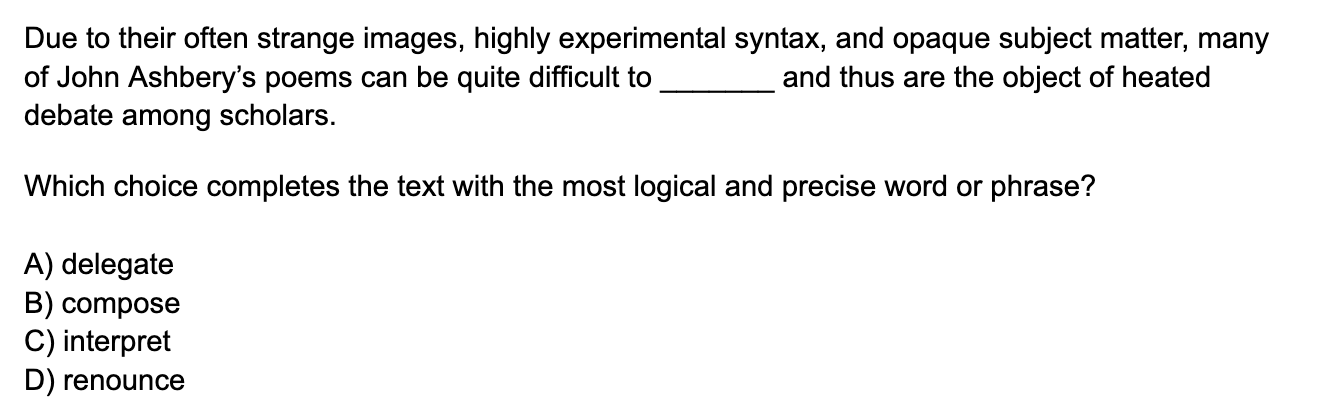 Due to their often strange images, highly experimental syntax, and opaque subject matter, many
of John Ashbery’s poems can be quite difficult to _______ and thus are the object of heated
debate among scholars.
Which choice completes the text with the most logical and precise word or phrase?
A) delegate
B) compose
C) interpret
D) renounce